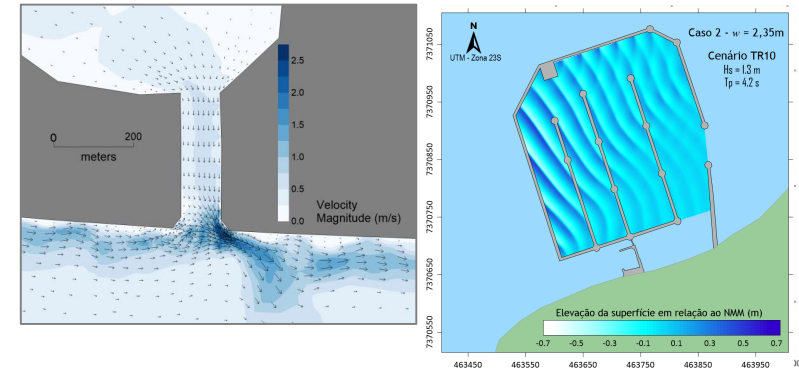 0
200
meters
2.5
2.0
1.5
1.0
0.5
0.0
Velocity
Magnitude (m/s)
N
UTM - Zona 23S
Caso 2 - w = 2,35m
Cenário TR10
Hs = 1.3 m
Tp = 4.2 s
7371050
7370950
7370850
7370750
7370650
7370550
Elevação da superfície em relação ao NMM (m)
-0.7 -0.5 -0.3 -0.1 0.1 0.3 0.5 0.7
463450 463550 463650 463750 463850 463950